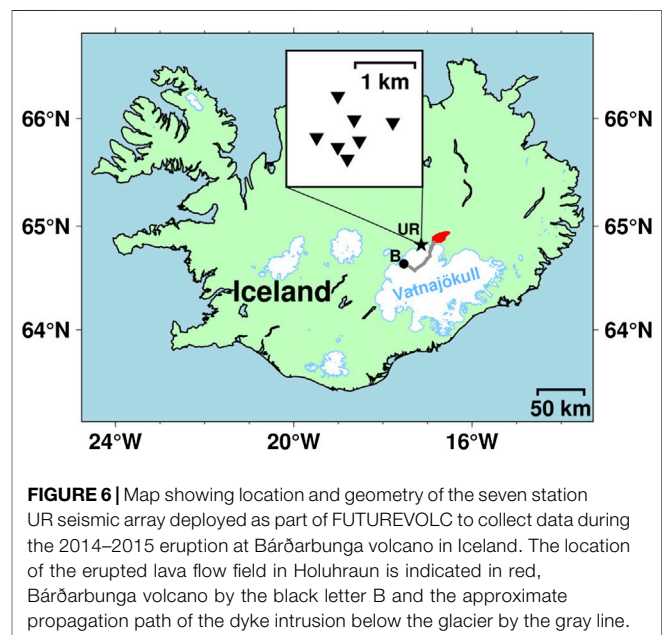 1 km
66°N
66°N
65°N
UR
65°N
B
Iceland
Vatnajökull
64°N
64°N
50 km
24°W
20°W
16°W
FIGURE 6 | Map showing location and geometry of the seven station
UR seismic array deployed as part of FUTUREVOLC to collect data during
the 2014–2015 eruption at Bárðarbunga volcano in Iceland. The location
of the erupted lava flow field in Holuhraun is indicated in red,
Bárðarbunga volcano by the black letter B and the approximate
propagation path of the dyke intrusion below the glacier by the gray line.